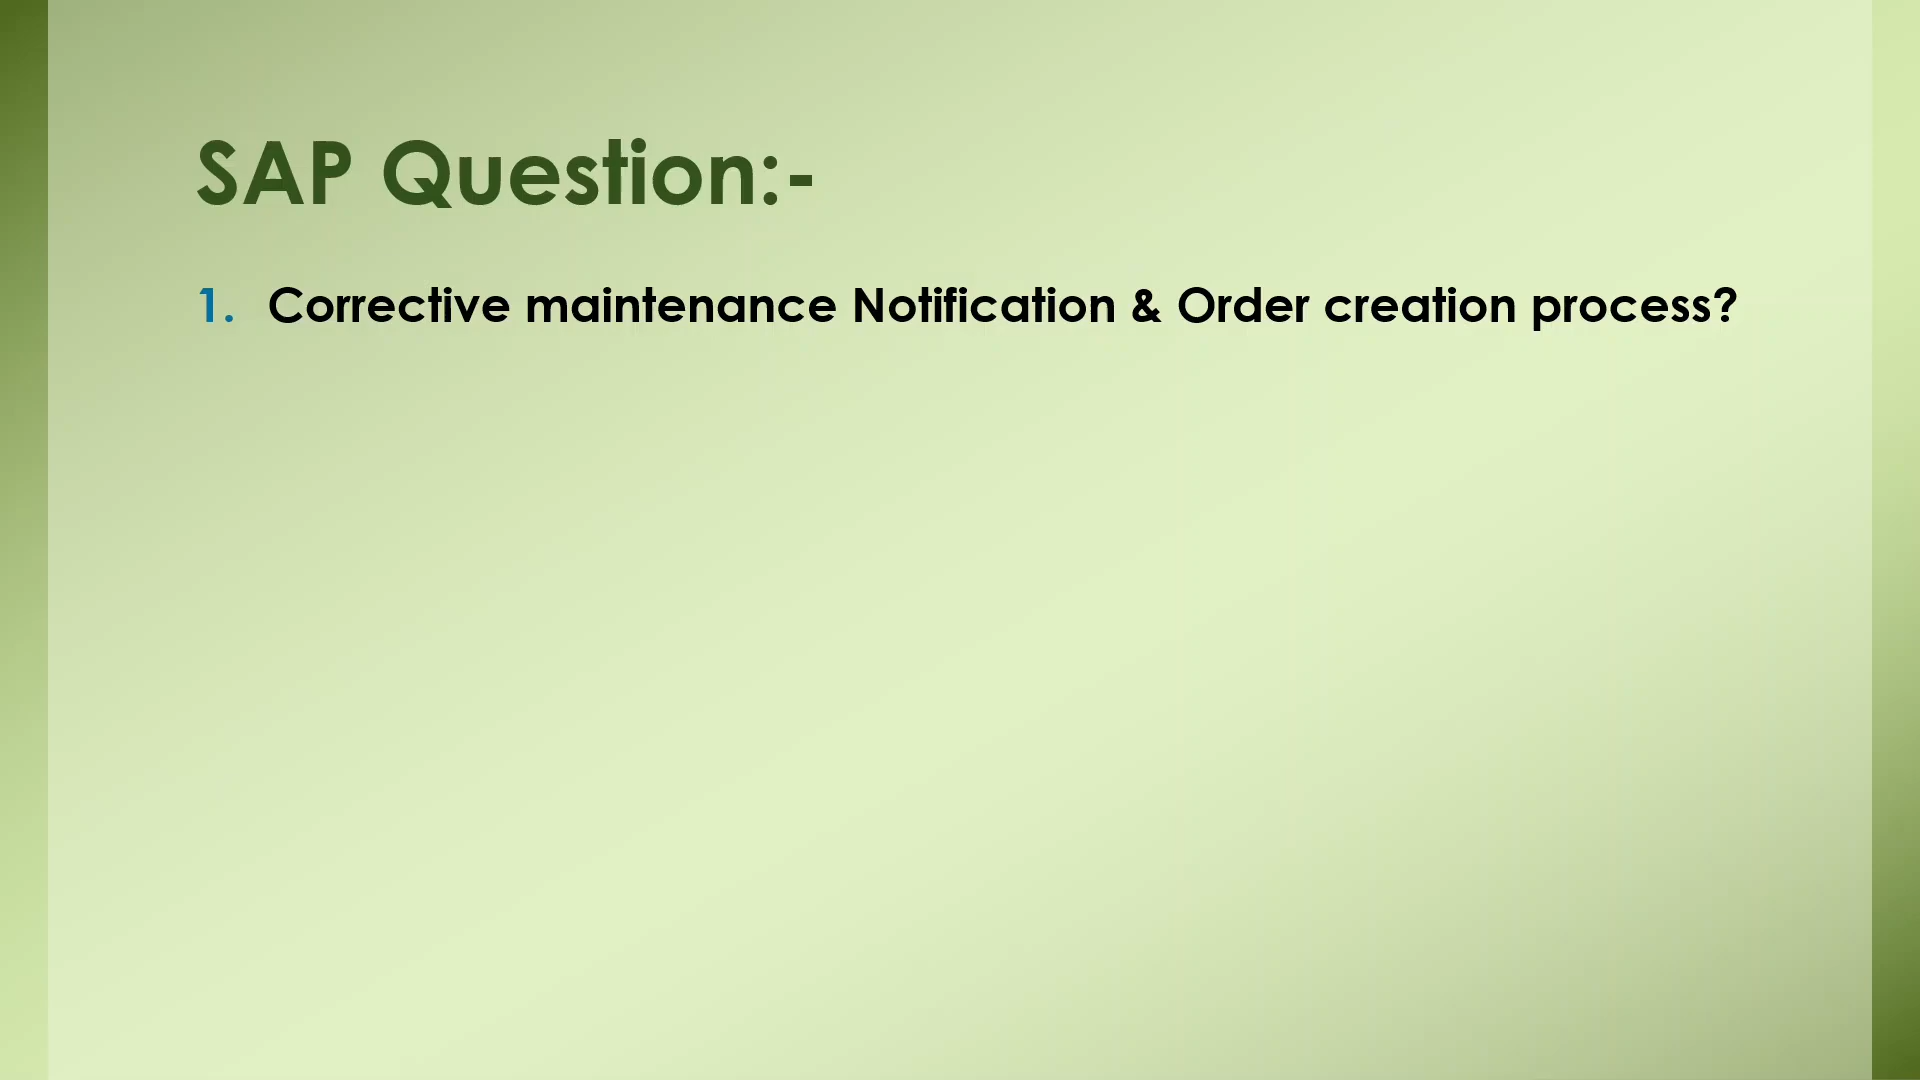 SAP Question:-
1. Corrective maintenance Notification & Order creation process?